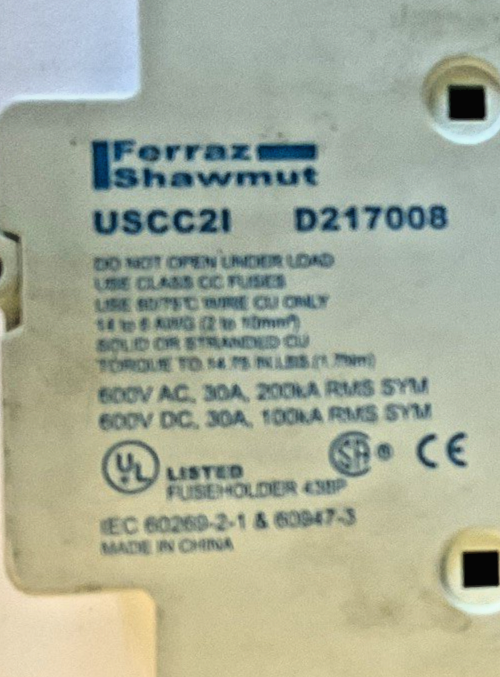 Ferraz
Shawmut
USCC2I D217008
DO NOT OPEN UNDER LOAD
USE CLASS CC FUSES
USE 60/75°C WIRE CU ONLY
14 to 8 AWG (2 to 10mm²)
SOLID OR STRANDED CU
TORQUE TO 14.75 IN.LBS (1.7Nm)
600V AC, 30A, 200kA RMS SYM
600V DC, 30A, 100kA RMS SYM
UL LISTED SA ® CE
FUSEHOLDER 43BP
IEC 60269-2-1 & 60947-3
MADE IN CHINA